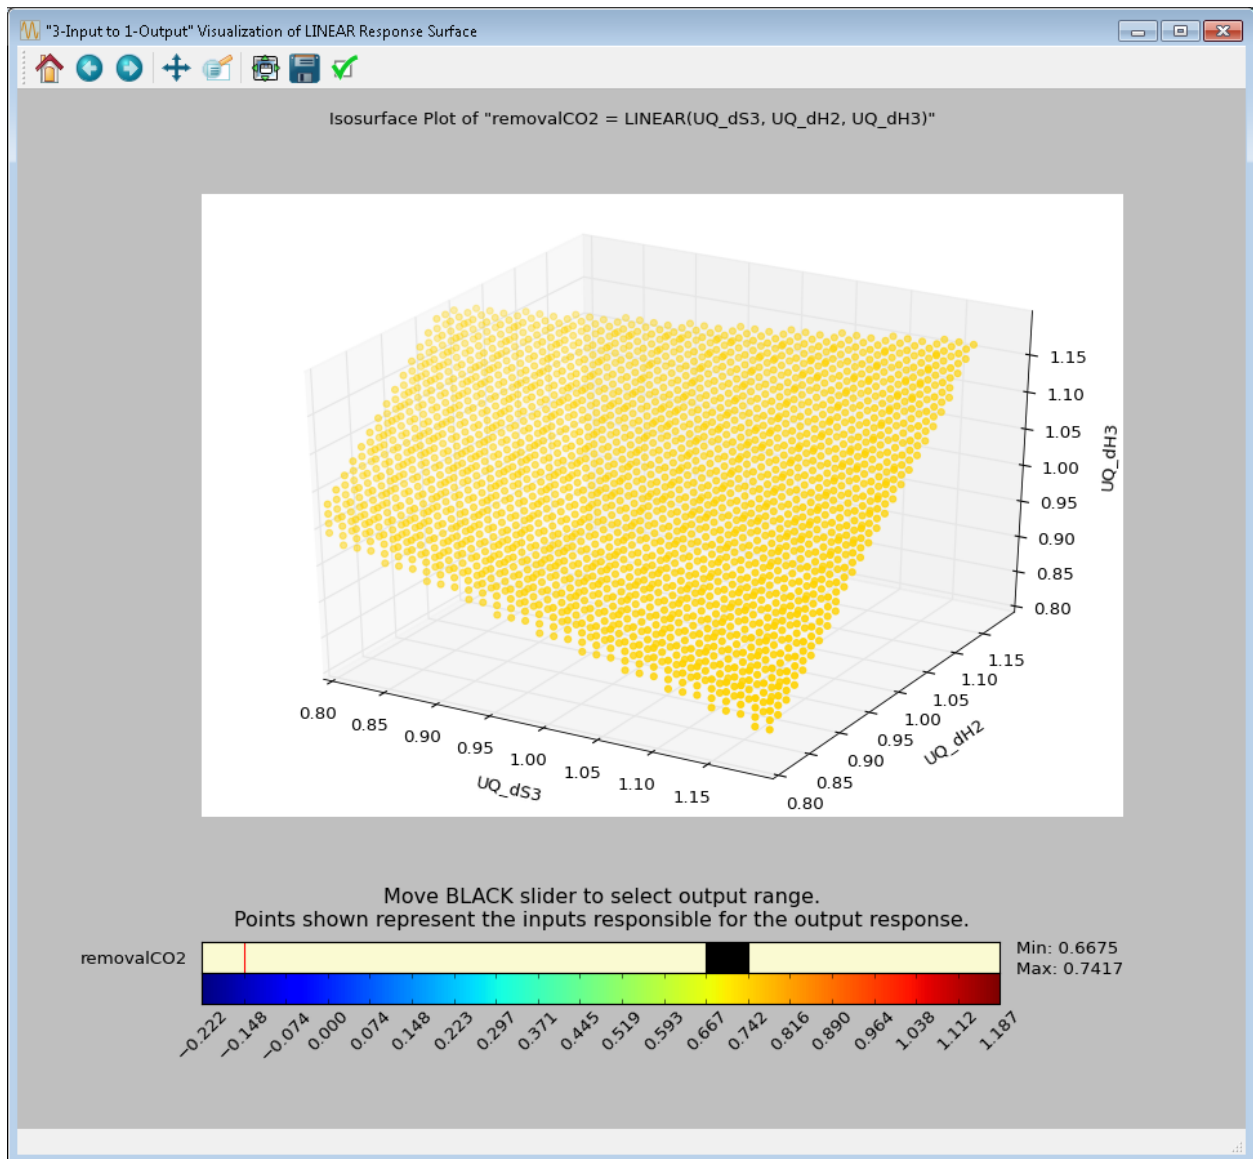 "3-Input to 1-Output" Visualization of LINEAR Response Surface
Isosurface Plot of "removalCO2 = LINEAR(UQ_dS3, UQ_dH2, UQ_dH3)"
1.15
1.10
1.05
1.00
0.95
0.90
0.85
0.80
UQ_dH3
0.80
0.85
0.90
0.95
1.00
1.05
1.10
1.15
UQ_dS3
1.15
1.10
1.05
1.00
0.95
0.90
0.85
0.80
UQ_dH2
Move BLACK slider to select output range.
Points shown represent the inputs responsible for the output response.
removalCO2
Min: 0.6675
Max: 0.7417
−0.222 −0.148 −0.074 0.000 0.074 0.148 0.223 0.297 0.371 0.445 0.519 0.593 0.667 0.742 0.816 0.890 0.964 1.038 1.112 1.187